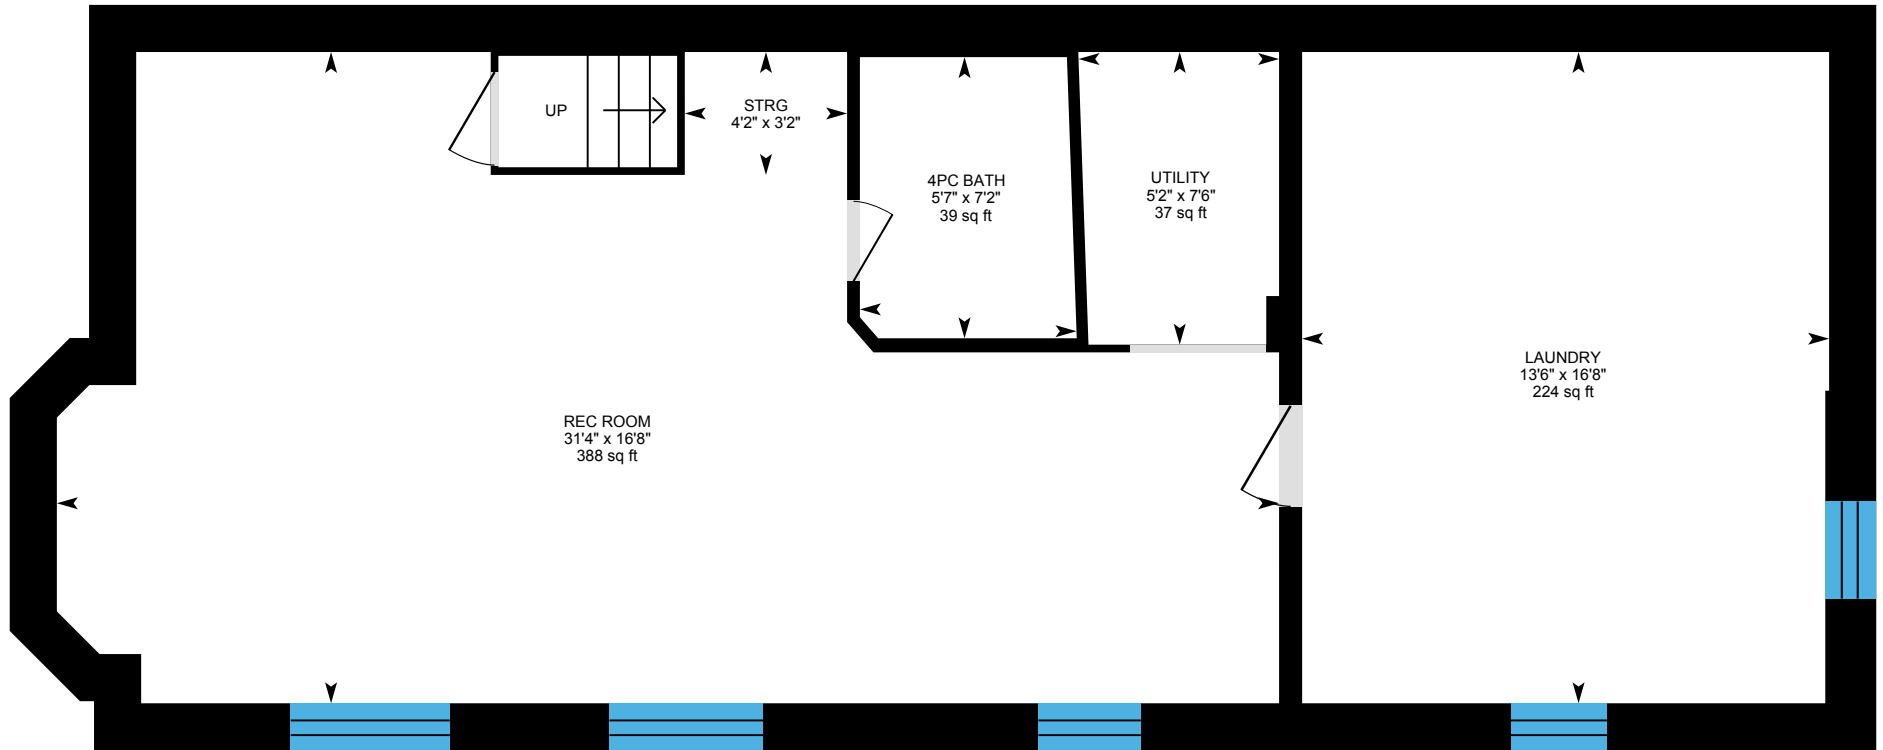 UP
STRG
4'2" x 3'2"
4PC BATH
5'7" x 7'2"
39 sq ft
UTILITY
5'2" x 7'6"
37 sq ft
LAUNDRY
13'6" x 16'8"
224 sq ft
REC ROOM
31'4" x 16'8"
388 sq ft